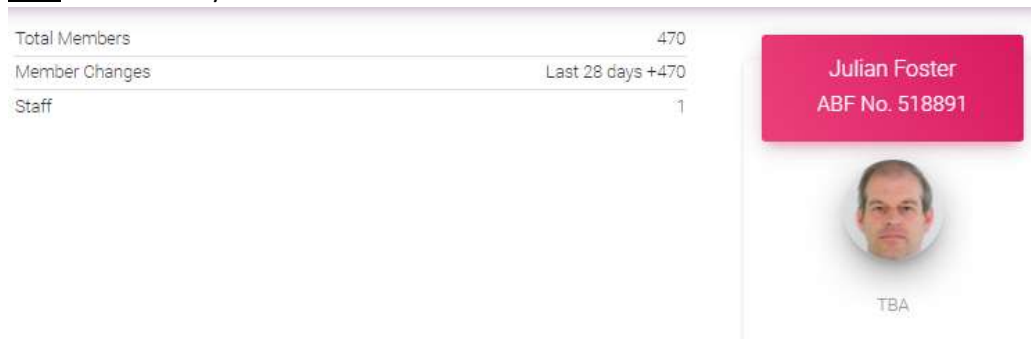 Total Members 470
Member Changes Last 28 days +470
Staff 1
Julian Foster
ABF No. 518891
TBA